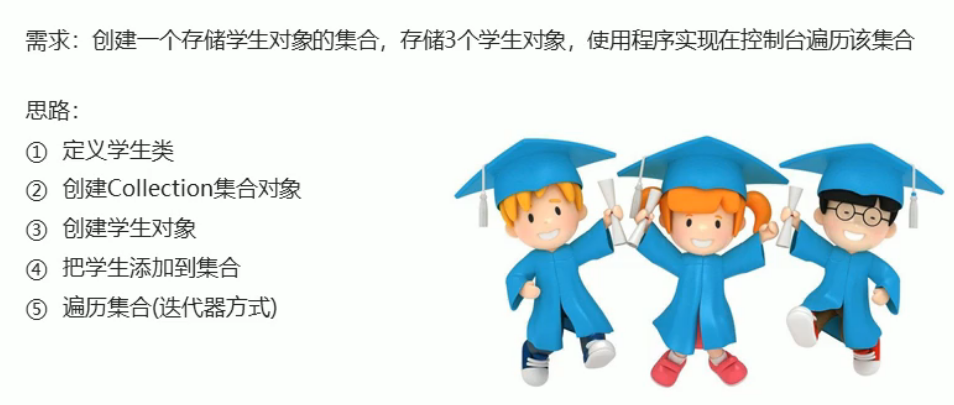 需求：创建一个存储学生对象的集合，存储3个学生对象，使用程序实现在控制台遍历该集合
思路：
① 定义学生类
② 创建Collection集合对象
③ 创建学生对象
④ 把学生添加到集合
⑤ 遍历集合(迭代器方式)